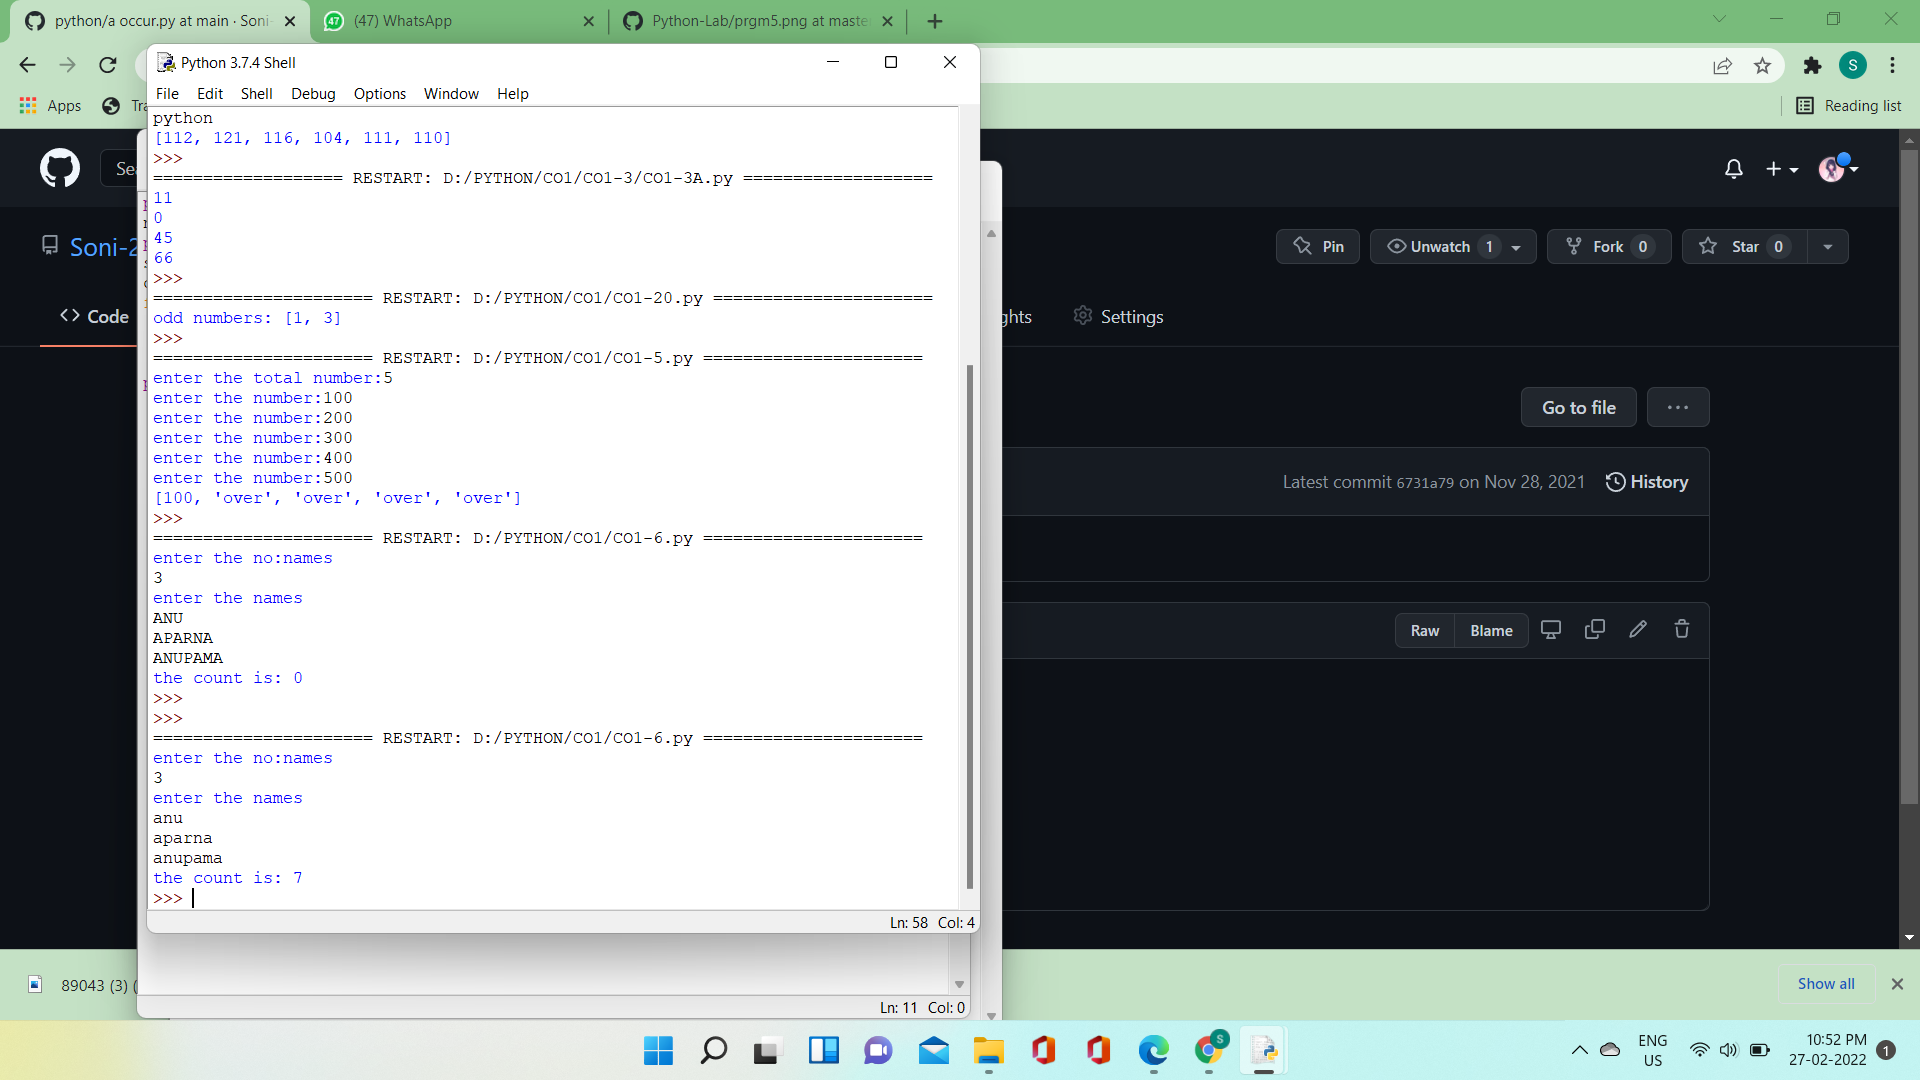 python/a occur.py at main · Soni-
(47) WhatsApp
Python-Lab/prgm5.png at maste
Python 3.7.4 Shell
S
File Edit Shell Debug Options Window Help
Apps
Tra
Reading list
python
[112, 121, 116, 104, 111, 110]
>>>
=================== RESTART: D:/PYTHON/CO1/CO1-3/CO1-3A.py ===================
11
0
45
66
>>>
====================== RESTART: D:/PYTHON/CO1/CO1-20.py ======================
odd numbers: [1, 3]
>>>
====================== RESTART: D:/PYTHON/CO1/CO1-5.py ======================
enter the total number:5
enter the number:100
enter the number:200
enter the number:300
enter the number:400
enter the number:500
[100, 'over', 'over', 'over', 'over']
>>>
====================== RESTART: D:/PYTHON/CO1/CO1-6.py ======================
enter the no:names
3
enter the names
ANU
APARNA
ANUPAMA
the count is: 0
>>>
>>>
====================== RESTART: D:/PYTHON/CO1/CO1-6.py ======================
enter the no:names
3
enter the names
anu
aparna
anupama
the count is: 7
>>>
Ln: 58 Col: 4
Sea
Soni-2
Pin
Unwatch 1
Fork 0
Star 0
<> Code
ghts
Settings
Go to file
···
Latest commit 6731a79 on Nov 28, 2021
History
Raw
Blame
89043 (3) (
Ln: 11 Col: 0
Show all
S
ENG
US
10:52 PM
27-02-2022
1